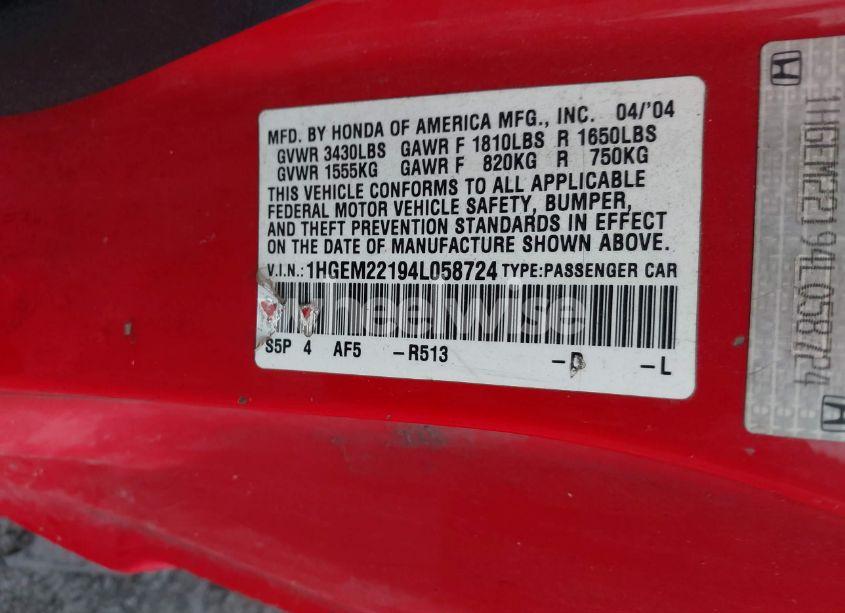 MFD. BY HONDA OF AMERICA MFG., INC. 04/'04
GVWR 3430LBS GAWR F 1810LBS R 1650LBS
GVWR 1555KG GAWR F 820KG R 750KG
THIS VEHICLE CONFORMS TO ALL APPLICABLE
FEDERAL MOTOR VEHICLE SAFETY, BUMPER,
AND THEFT PREVENTION STANDARDS IN EFFECT
ON THE DATE OF MANUFACTURE SHOWN ABOVE.
V.I.N.: 1HGEM22194L058724 TYPE:PASSENGER CAR
wheelwise
S5P 4 AF5 –R513 – –L
1HGEM22194L058724